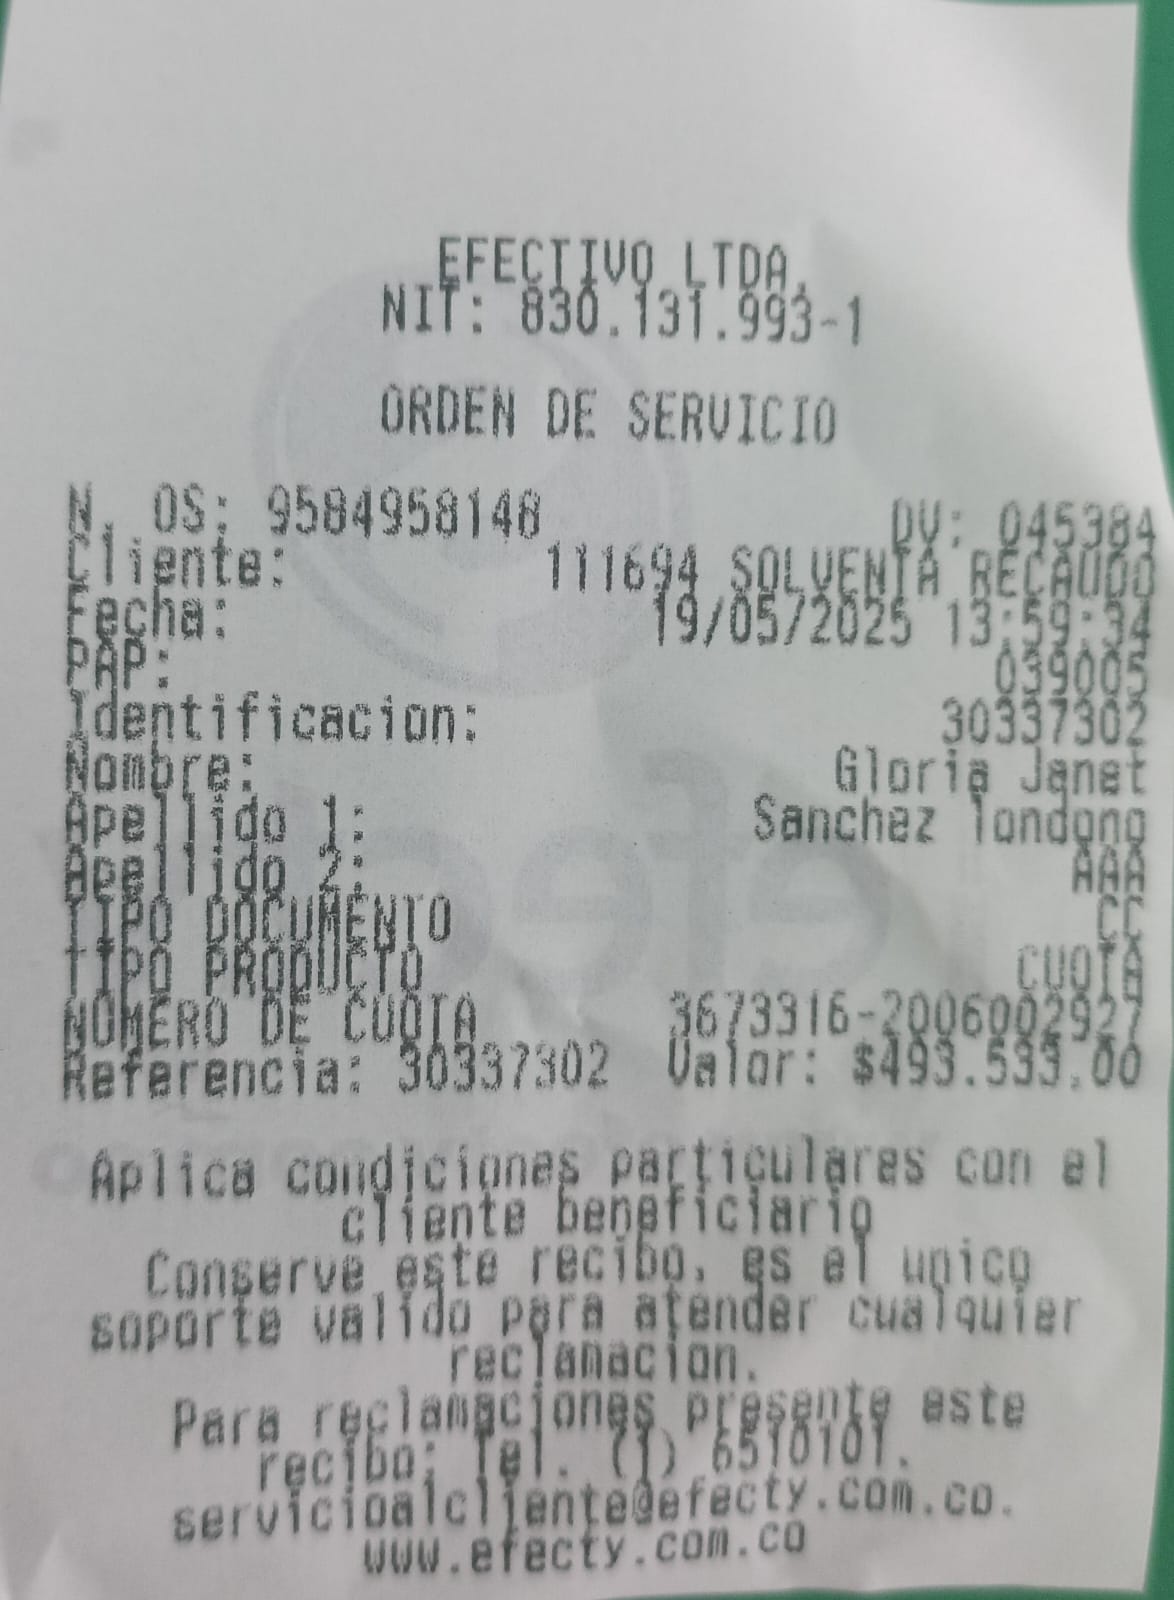 EFECTIVO LTDA.
NIT: 830.131.993-1
ORDEN DE SERVICIO
N. OS: 9584958148 DV: 045384
Cliente: 111694 SOLVENTA RECAUDO
Fecha: 19/05/2025 13:59:34
PAP: 039005
Identificacion: 30337302
Nombre: Gloria Janet
Apellido 1: Sanchez londono
Apellido 2: AAA
TIPO DOCUMENTO CC
TIPO PRODUCTO CUOTA
NUMERO DE CUOTA 3673316-2006002927
Referencia: 30337302 Valor: $493.533.00
Aplica condiciones particulares con el
cliente beneficiario
Conserve este recibo, es el unico
soporte valido para atender cualquier
reclamacion.
Para reclamaciones presente este
recibo: Tel. (1) 6510101.
servicioalcliente@efecty.com.co.
www.efecty.com.co